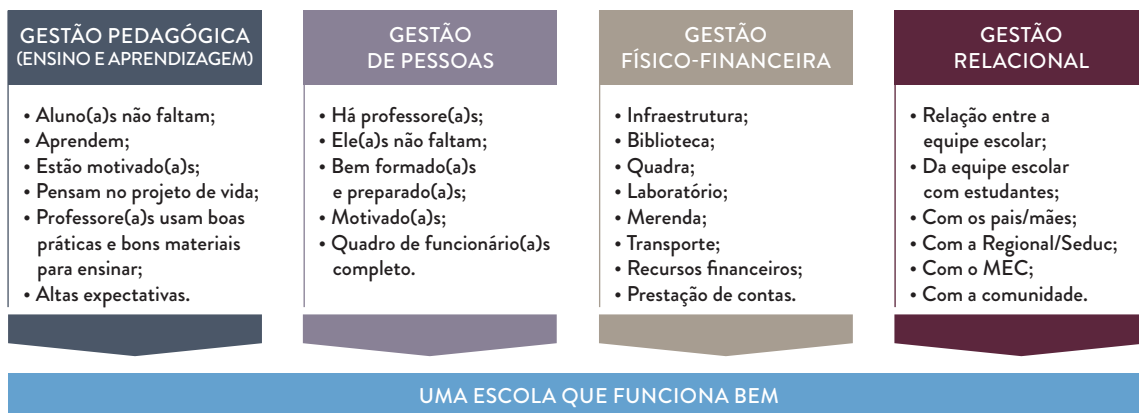 GESTÃO PEDAGÓGICA
(ENSINO E APRENDIZAGEM)
• Aluno(a)s não faltam;
• Aprendem;
• Estão motivado(a)s;
• Pensam no projeto de vida;
• Professore(a)s usam boas
práticas e bons materiais
para ensinar;
• Altas expectativas.
GESTÃO
DE PESSOAS
• Há professore(a)s;
• Ele(a)s não faltam;
• Bem formado(a)s
e preparado(a)s;
• Motivado(a)s;
• Quadro de funcionário(a)s
completo.
GESTÃO
FÍSICO-FINANCEIRA
• Infraestrutura;
• Biblioteca;
• Quadra;
• Laboratório;
• Merenda;
• Transporte;
• Recursos financeiros;
• Prestação de contas.
GESTÃO
RELACIONAL
• Relação entre a
equipe escolar;
• Da equipe escolar
com estudantes;
• Com os pais/mães;
• Com a Regional/Seduc;
• Com o MEC;
• Com a comunidade.
UMA ESCOLA QUE FUNCIONA BEM